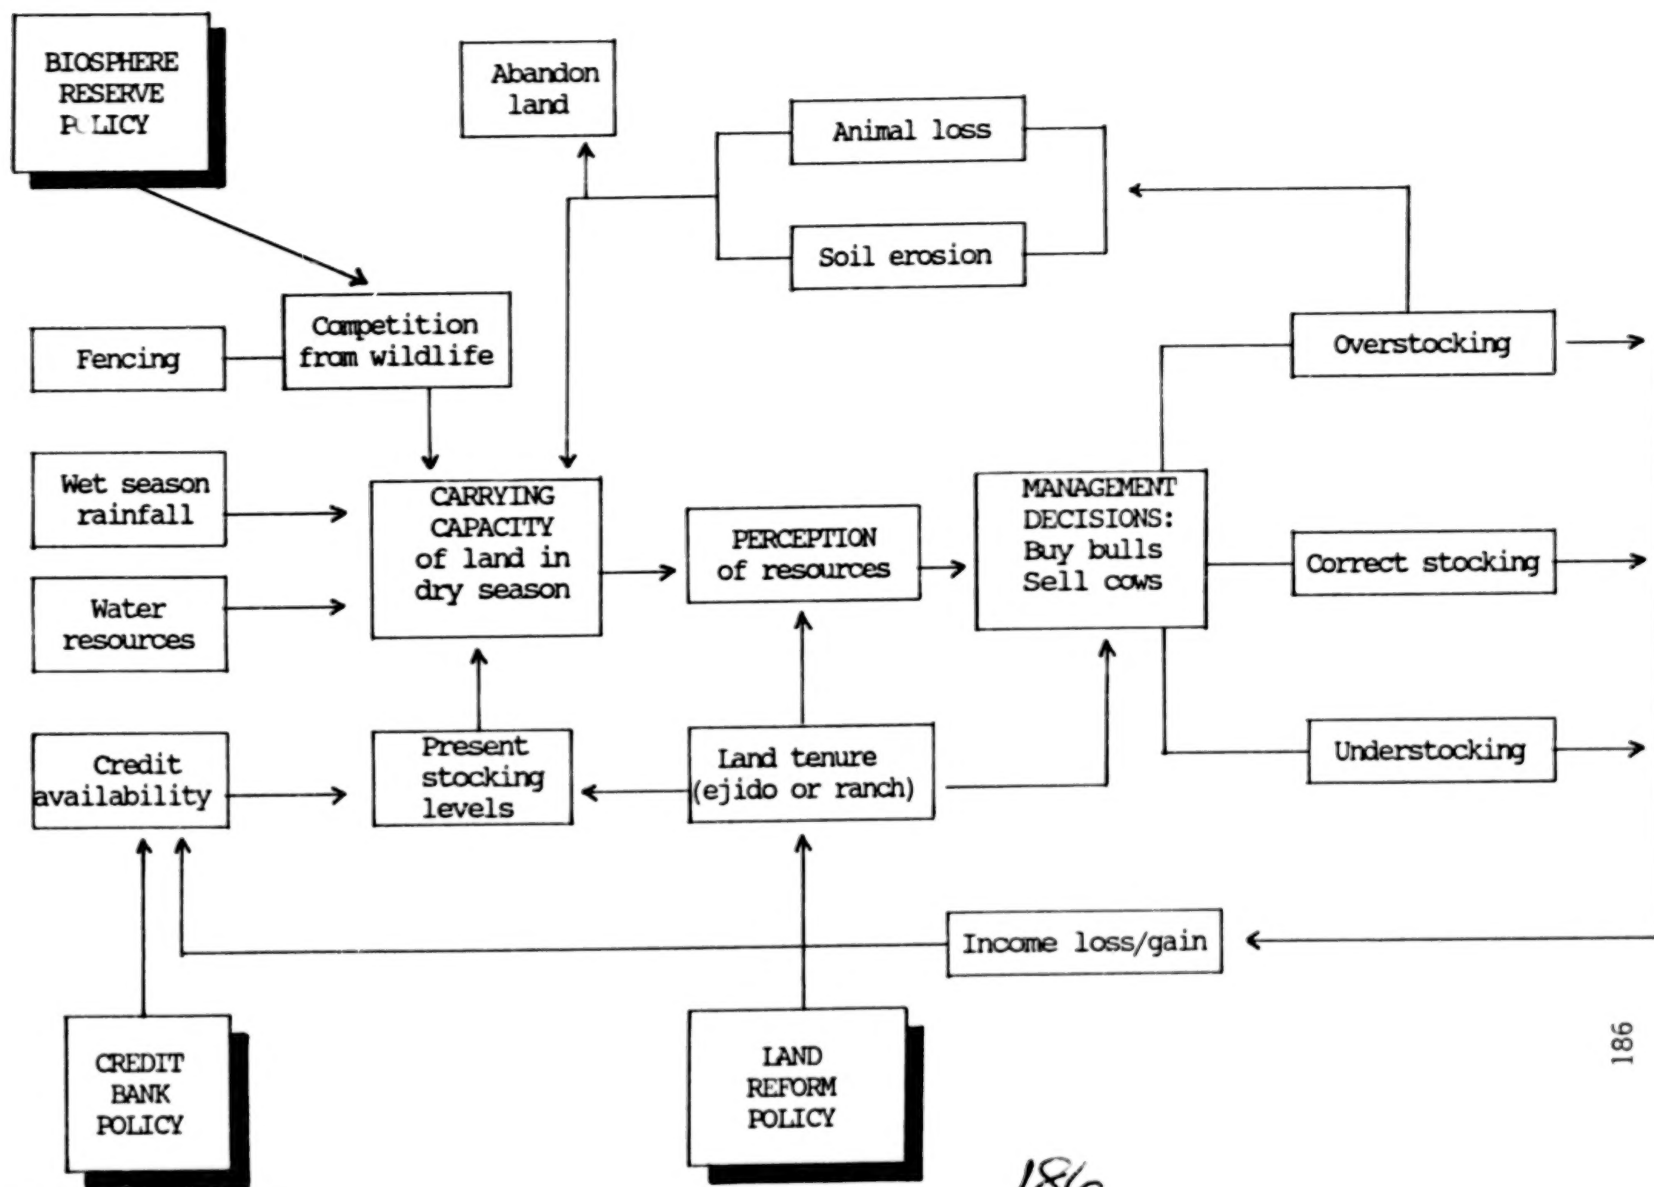 BIOSPHERE
RESERVE
P LICY
Abandon
land
Animal loss
Soil erosion
Competition
from wildlife
Fencing
Overstocking
Wet season
rainfall
CARRYING
CAPACITY
of land in
dry season
PERCEPTION
of resources
MANAGEMENT
DECISIONS:
Buy bulls
Sell cows
Correct stocking
Water
resources
Credit
availability
Present
stocking
levels
Land tenure
(ejido or ranch)
Understocking
Income loss/gain
CREDIT
BANK
POLICY
LAND
REFORM
POLICY
186
186